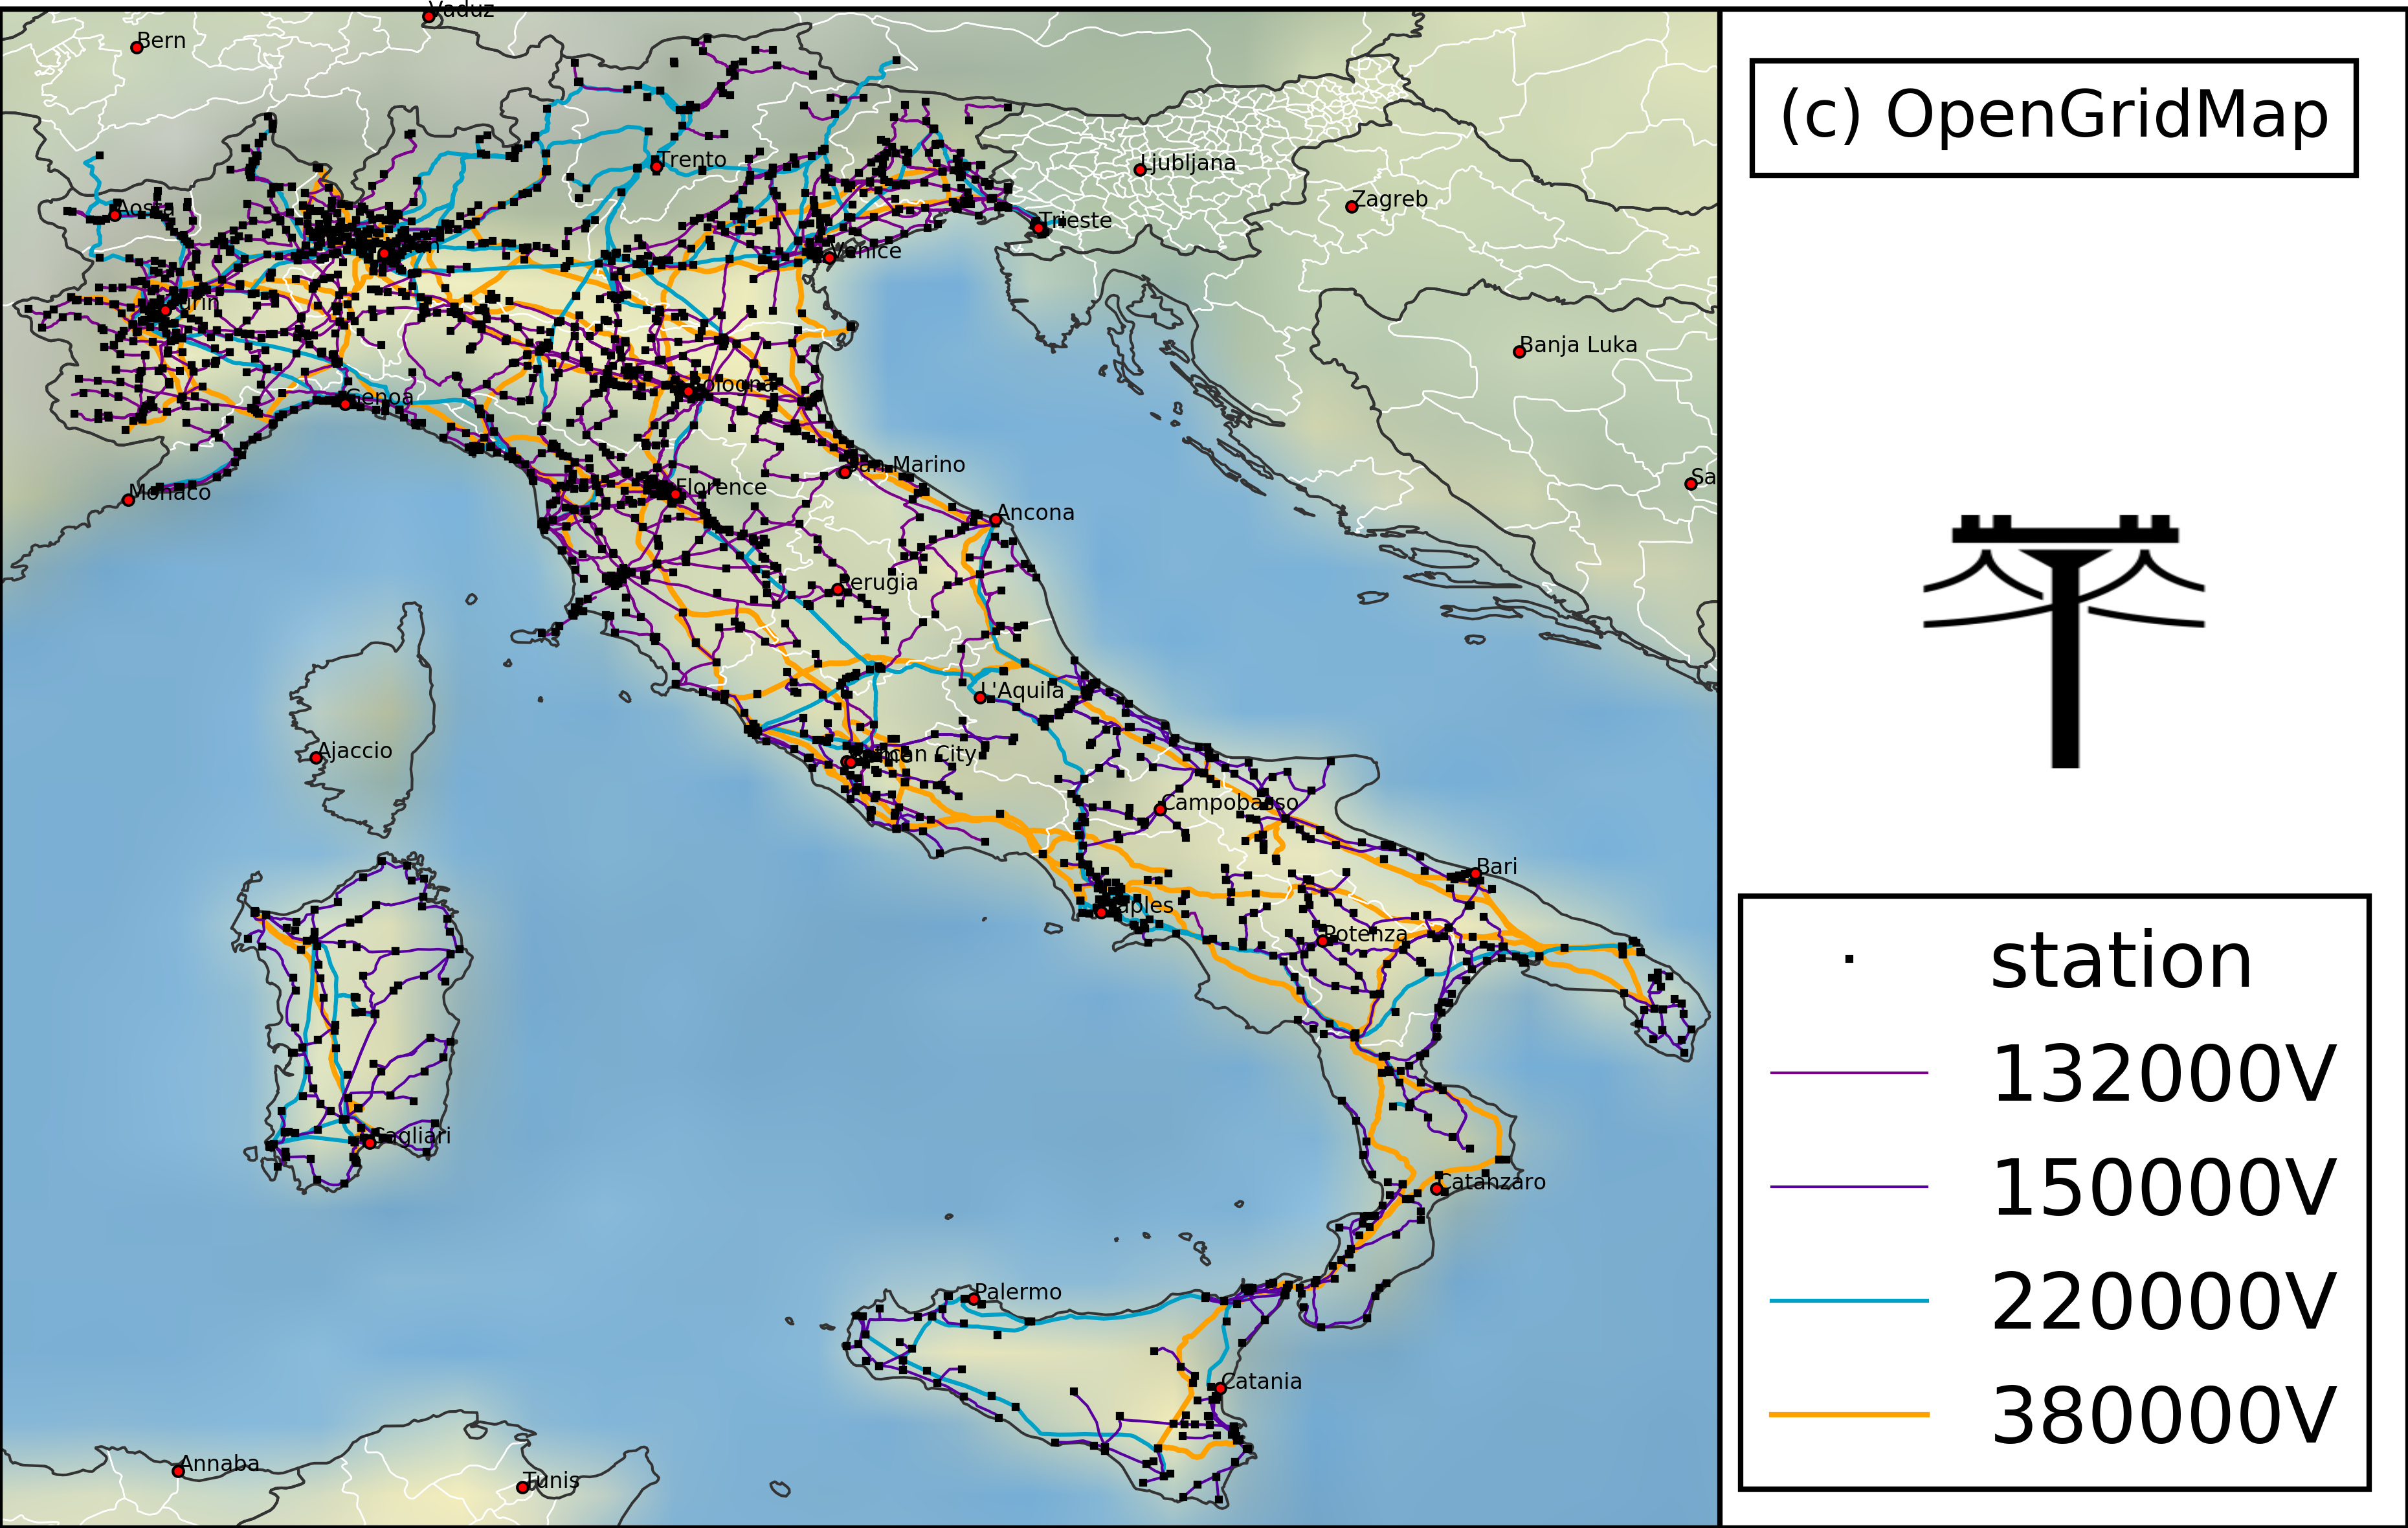 Vaduz
Bern
Trento
Ljubljana
Aosta
Zagreb
Trieste
Venice
Banja Luka
Genoa
Bologna
San Marino
Florence
Monaco
Sa
Ancona
Perugia
L'Aquila
Ajaccio
City
Campobasso
Bari
Naples
Potenza
Cagliari
Catanzaro
Palermo
Catania
Annaba
Tunis
(c) OpenGridMap
station
132000V
150000V
220000V
380000V